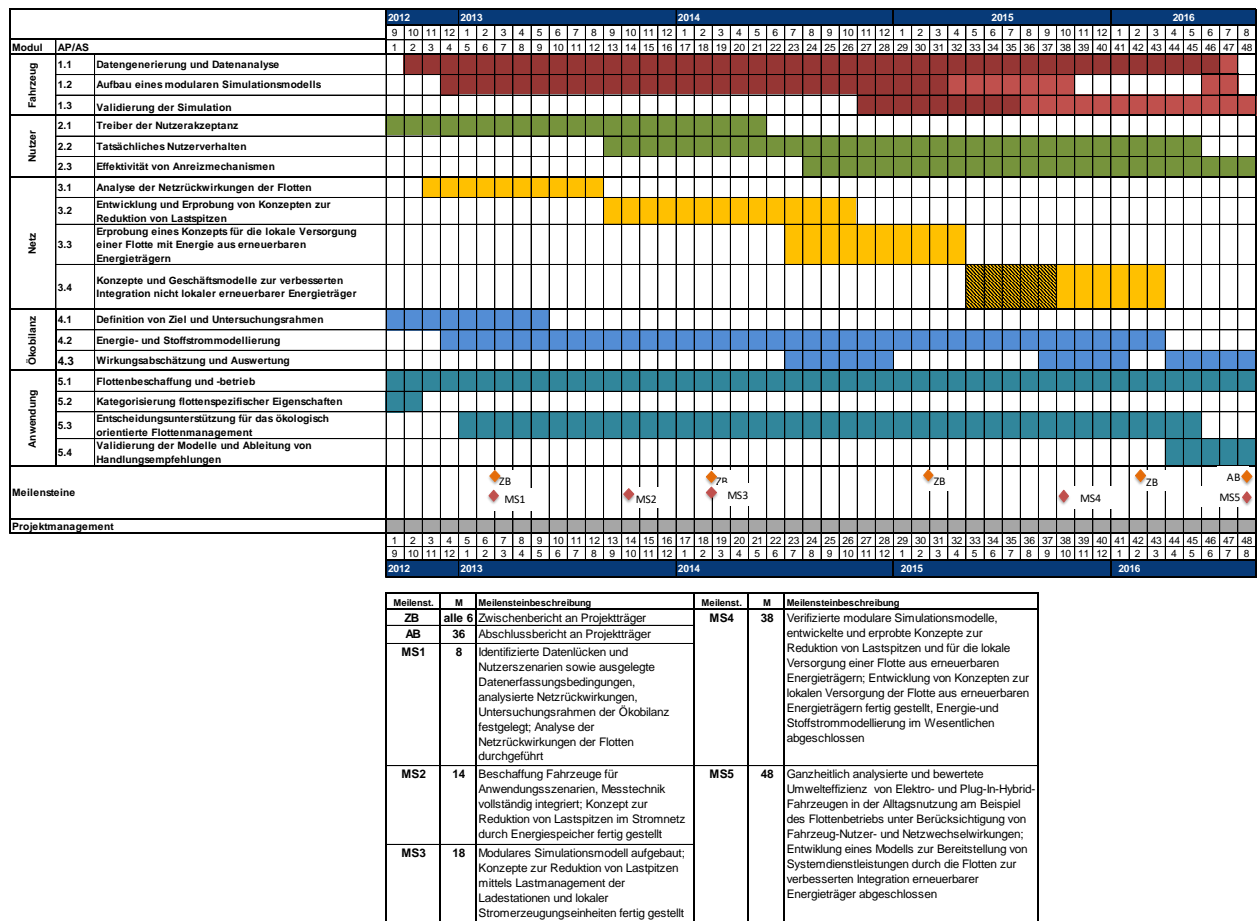 2012 2013 2014 2015 2016
9 10 11 12 1 2 3 4 5 6 7 8 9 10 11 12 1 2 3 4 5 6 7 8 9 10 11 12 1 2 3 4 5 6 7 8 9 10 11 12 1 2 3 4 5 6 7 8
Modul AP/AS 1 2 3 4 5 6 7 8 9 10 11 12 13 14 15 16 17 18 19 20 21 22 23 24 25 26 27 28 29 30 31 32 33 34 35 36 37 38 39 40 41 42 43 44 45 46 47 48
Fahrzeug
1.1 Datengenerierung und Datenanalyse
1.2 Aufbau eines modularen Simulationsmodells
1.3 Validierung der Simulation
Nutzer
2.1 Treiber der Nutzerakzeptanz
2.2 Tatsächliches Nutzerverhalten
2.3 Effektivität von Anreizmechanismen
Netz
3.1 Analyse der Netzrückwirkungen der Flotten
3.2 Entwicklung und Erprobung von Konzepten zur
Reduktion von Lastspitzen
3.3 Erprobung eines Konzepts für die lokale Versorgung
einer Flotte mit Energie aus erneuerbaren
Energieträgern
3.4 Konzepte und Geschäftsmodelle zur verbesserten
Integration nicht lokaler erneuerbarer Energieträger
Ökobilanz
4.1 Definition von Ziel und Untersuchungsrahmen
4.2 Energie- und Stoffstrommodellierung
4.3 Wirkungsabschätzung und Auswertung
Anwendung
5.1 Flottenbeschaffung und -betrieb
5.2 Kategorisierung flottenspezifischer Eigenschaften
5.3 Entscheidungsunterstützung für das ökologisch
orientierte Flottenmanagement
5.4 Validierung der Modelle und Ableitung von
Handlungsempfehlungen
Meilensteine
ZB ZB ZB ZB AB
MS1 MS2 MS3 MS4 MS5
Projektmanagement
1 2 3 4 5 6 7 8 9 10 11 12 13 14 15 16 17 18 19 20 21 22 23 24 25 26 27 28 29 30 31 32 33 34 35 36 37 38 39 40 41 42 43 44 45 46 47 48
9 10 11 12 1 2 3 4 5 6 7 8 9 10 11 12 1 2 3 4 5 6 7 8 9 10 11 12 1 2 3 4 5 6 7 8 9 10 11 12 1 2 3 4 5 6 7 8
2012 2013 2014 2015 2016
Meilenst. M Meilensteinbeschreibung
ZB alle 6 Zwischenbericht an Projektträger
AB 36 Abschlussbericht an Projektträger
MS1 8 Identifizierte Datenlücken und
Nutzerszenarien sowie ausgelegte
Datenerfassungsbedingungen,
analysierte Netzrückwirkungen,
Untersuchungsrahmen der Ökobilanz
festgelegt; Analyse der
Netzrückwirkungen der Flotten
durchgeführt
MS2 14 Beschaffung Fahrzeuge für
Anwendungsszenarien, Messtechnik
vollständig integriert; Konzept zur
Reduktion von Lastspitzen im Stromnetz
durch Energiespeicher fertig gestellt
MS3 18 Modulares Simulationsmodell aufgebaut;
Konzepte zur Reduktion von Lastpitzen
mittels Lastmanagement der
Ladestationen und lokaler
Stromerzeugungseinheiten fertig gestellt
Meilenst. M Meilensteinbeschreibung
MS4 38 Verifizierte modulare Simulationsmodelle,
entwickelte und erprobte Konzepte zur
Reduktion von Lastspitzen und für die lokale
Versorgung einer Flotte aus erneuerbaren
Energieträgern; Entwicklung von Konzepten zur
lokalen Versorgung der Flotte aus erneuerbaren
Energieträgern fertig gestellt, Energie-und
Stoffstrommodellierung im Wesentlichen
abgeschlossen
MS5 48 Ganzheitlich analysierte und bewertete
Umwelteffizienz von Elektro- und Plug-In-Hybrid-
Fahrzeugen in der Alltagsnutzung am Beispiel
des Flottenbetriebs unter Berücksichtigung von
Fahrzeug-Nutzer- und Netzwechselwirkungen;
Entwiklung eines Modells zur Bereitstellung von
Systemdienstleistungen durch die Flotten zur
verbesserten Integration erneuerbarer
Energieträger abgeschlossen